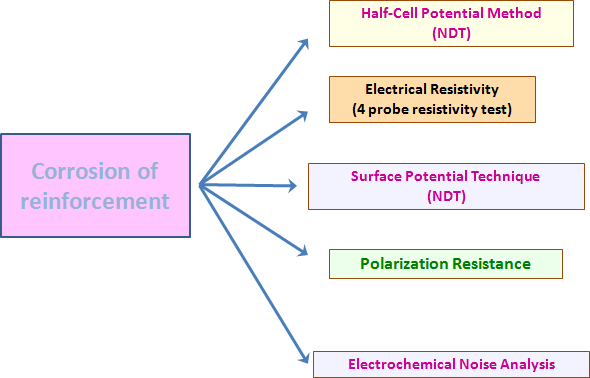 Half-Cell Potential Method
(NDT)
Electrical Resistivity
(4 probe resistivity test)
Corrosion of
reinforcement
Surface Potential Technique
(NDT)
Polarization Resistance
Electrochemical Noise Analysis